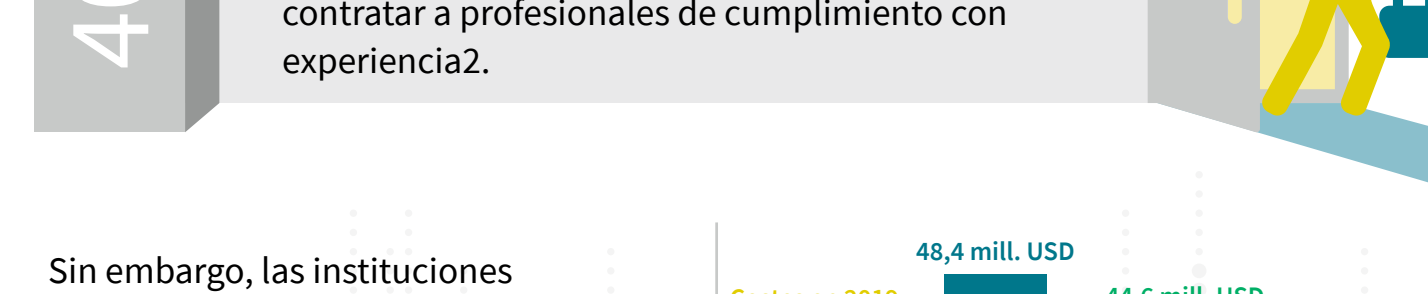 contratar a profesionales de cumplimiento con
experiencia2.
Sin embargo, las instituciones
48,4 mill. USD